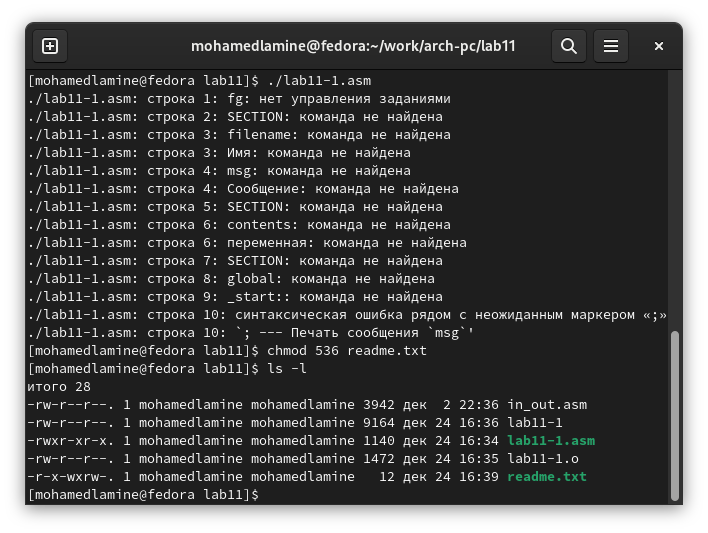 mohamedlamine@fedora:~/work/arch-pc/lab11
[mohamedlamine@fedora lab11]$ ./lab11-1.asm
./lab11-1.asm: строка 1: fg: нет управления заданиями
./lab11-1.asm: строка 2: SECTION: команда не найдена
./lab11-1.asm: строка 3: filename: команда не найдена
./lab11-1.asm: строка 3: Имя: команда не найдена
./lab11-1.asm: строка 4: msg: команда не найдена
./lab11-1.asm: строка 4: Сообщение: команда не найдена
./lab11-1.asm: строка 5: SECTION: команда не найдена
./lab11-1.asm: строка 6: contents: команда не найдена
./lab11-1.asm: строка 6: переменная: команда не найдена
./lab11-1.asm: строка 7: SECTION: команда не найдена
./lab11-1.asm: строка 8: global: команда не найдена
./lab11-1.asm: строка 9: _start:: команда не найдена
./lab11-1.asm: строка 10: синтаксическая ошибка рядом с неожиданным маркером «;»
./lab11-1.asm: строка 10: `; --- Печать сообщения `msg`'
[mohamedlamine@fedora lab11]$ chmod 536 readme.txt
[mohamedlamine@fedora lab11]$ ls -l
итого 28
-rw-r--r--. 1 mohamedlamine mohamedlamine 3942 дек  2 22:36 in_out.asm
-rw-r--r--. 1 mohamedlamine mohamedlamine 9164 дек 24 16:36 lab11-1
-rwxr-xr-x. 1 mohamedlamine mohamedlamine 1140 дек 24 16:34 lab11-1.asm
-rw-r--r--. 1 mohamedlamine mohamedlamine 1472 дек 24 16:35 lab11-1.o
-r-x-wxrw-. 1 mohamedlamine mohamedlamine   12 дек 24 16:39 readme.txt
[mohamedlamine@fedora lab11]$